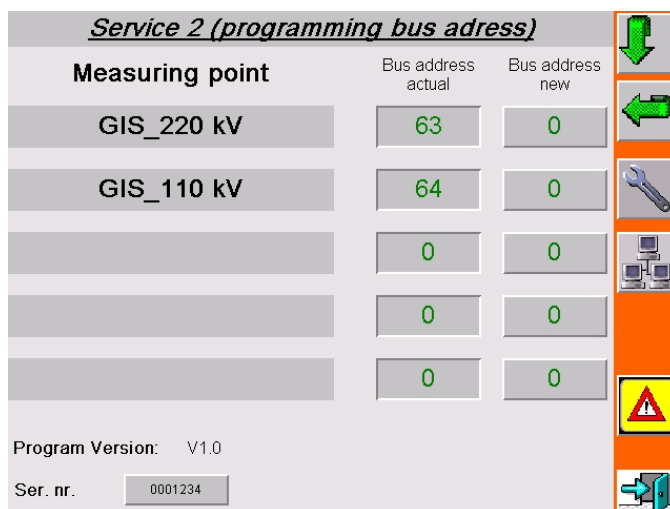 Service 2 (programming bus adress)
Measuring point Bus address actual Bus address new
GIS_220 kV 63 0
GIS_110 kV 64 0
0 0
0 0
0 0
Program Version: V1.0
Ser. nr. 0001234